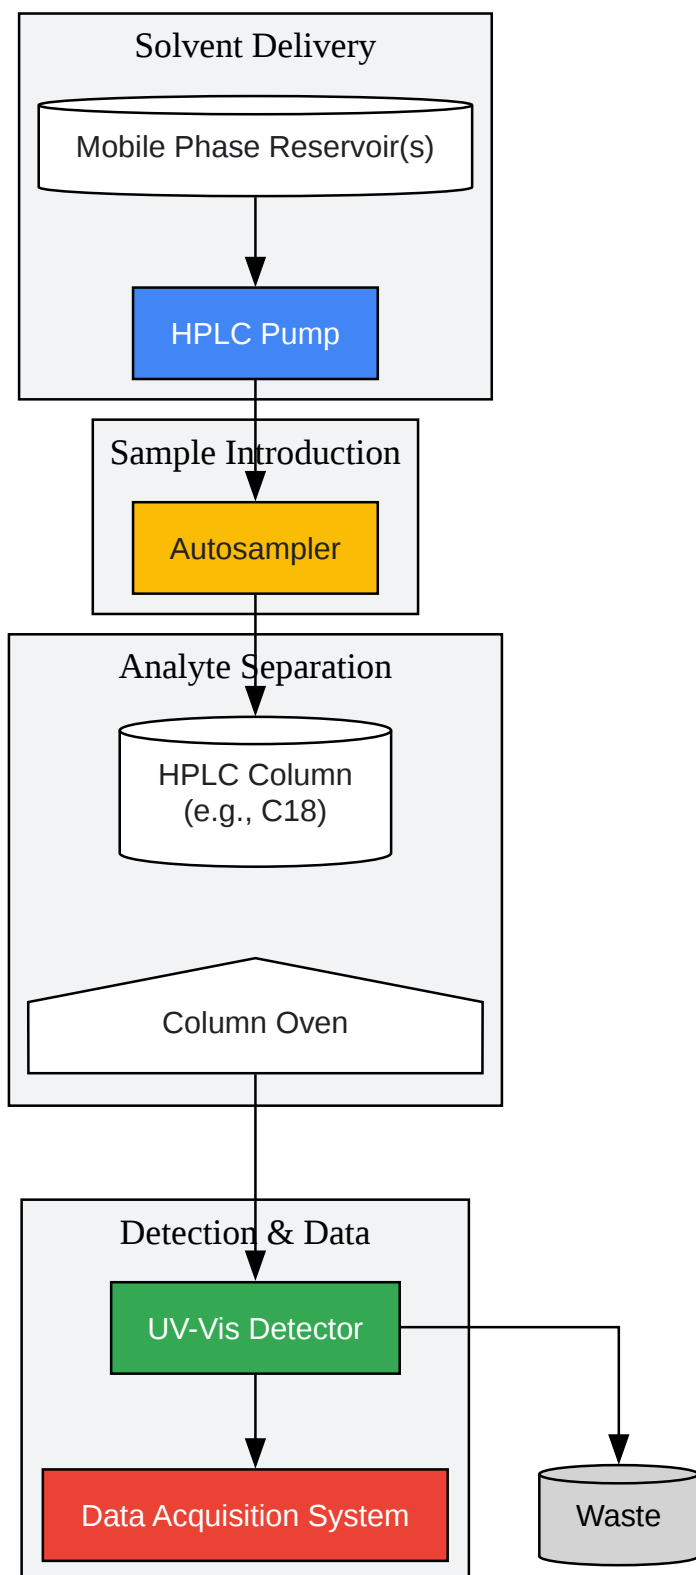 Solvent Delivery
Mobile Phase Reservoir(s)
HPLC Pump
Sample Introduction
Autosampler
Analyte Separation
HPLC Column
(e.g., C18)
Column Oven
Detection & Data
UV-Vis Detector
Data Acquisition System
Waste